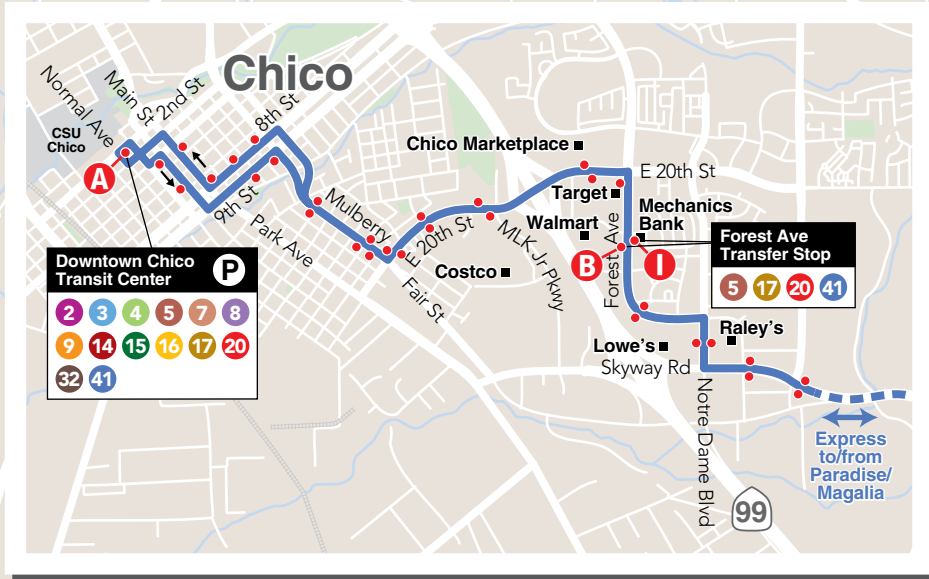 Chico
Normal Ave
Main St
2nd St
8th St
CSU
Chico
A
9th St
Park Ave
Mulberry
E 20th St
Fair St
MLK Jr Pkwy
Chico Marketplace
E 20th St
Target
Walmart
Mechanics
Bank
Costco
Forest Ave
B
I
Downtown Chico
Transit Center
P
2 3 4 5 7 8
9 14 15 16 17 20
32 41
Forest Ave
Transfer Stop
5 17 20 41
Raley's
Lowe's
Skyway Rd
Notre Dame Blvd
99
Express
to/from
Paradise/
Magalia